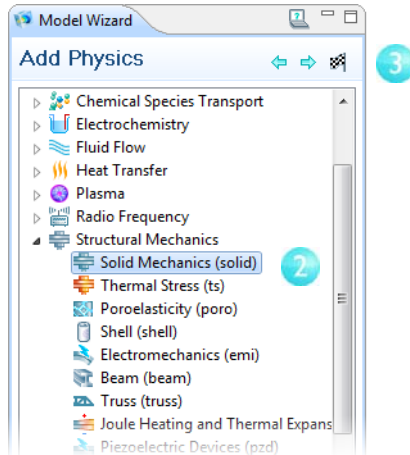 Model Wizard
Add Physics
3
Chemical Species Transport
Electrochemistry
Fluid Flow
Heat Transfer
Plasma
Radio Frequency
Structural Mechanics
Solid Mechanics (solid)
2
Thermal Stress (ts)
Poroelasticity (poro)
Shell (shell)
Electromechanics (emi)
Beam (beam)
Truss (truss)
Joule Heating and Thermal Expans
Piezoelectric Devices (pzd)